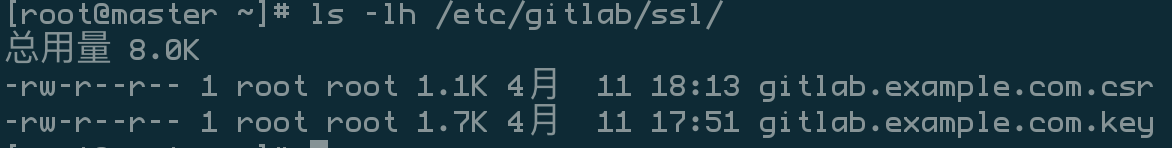 [root@master ~]# ls -lh /etc/gitlab/ssl/
总用量 8.0K
-rw-r--r-- 1 root root 1.1K 4月  11 18:13 gitlab.example.com.csr
-rw-r--r-- 1 root root 1.7K 4月  11 17:51 gitlab.example.com.key